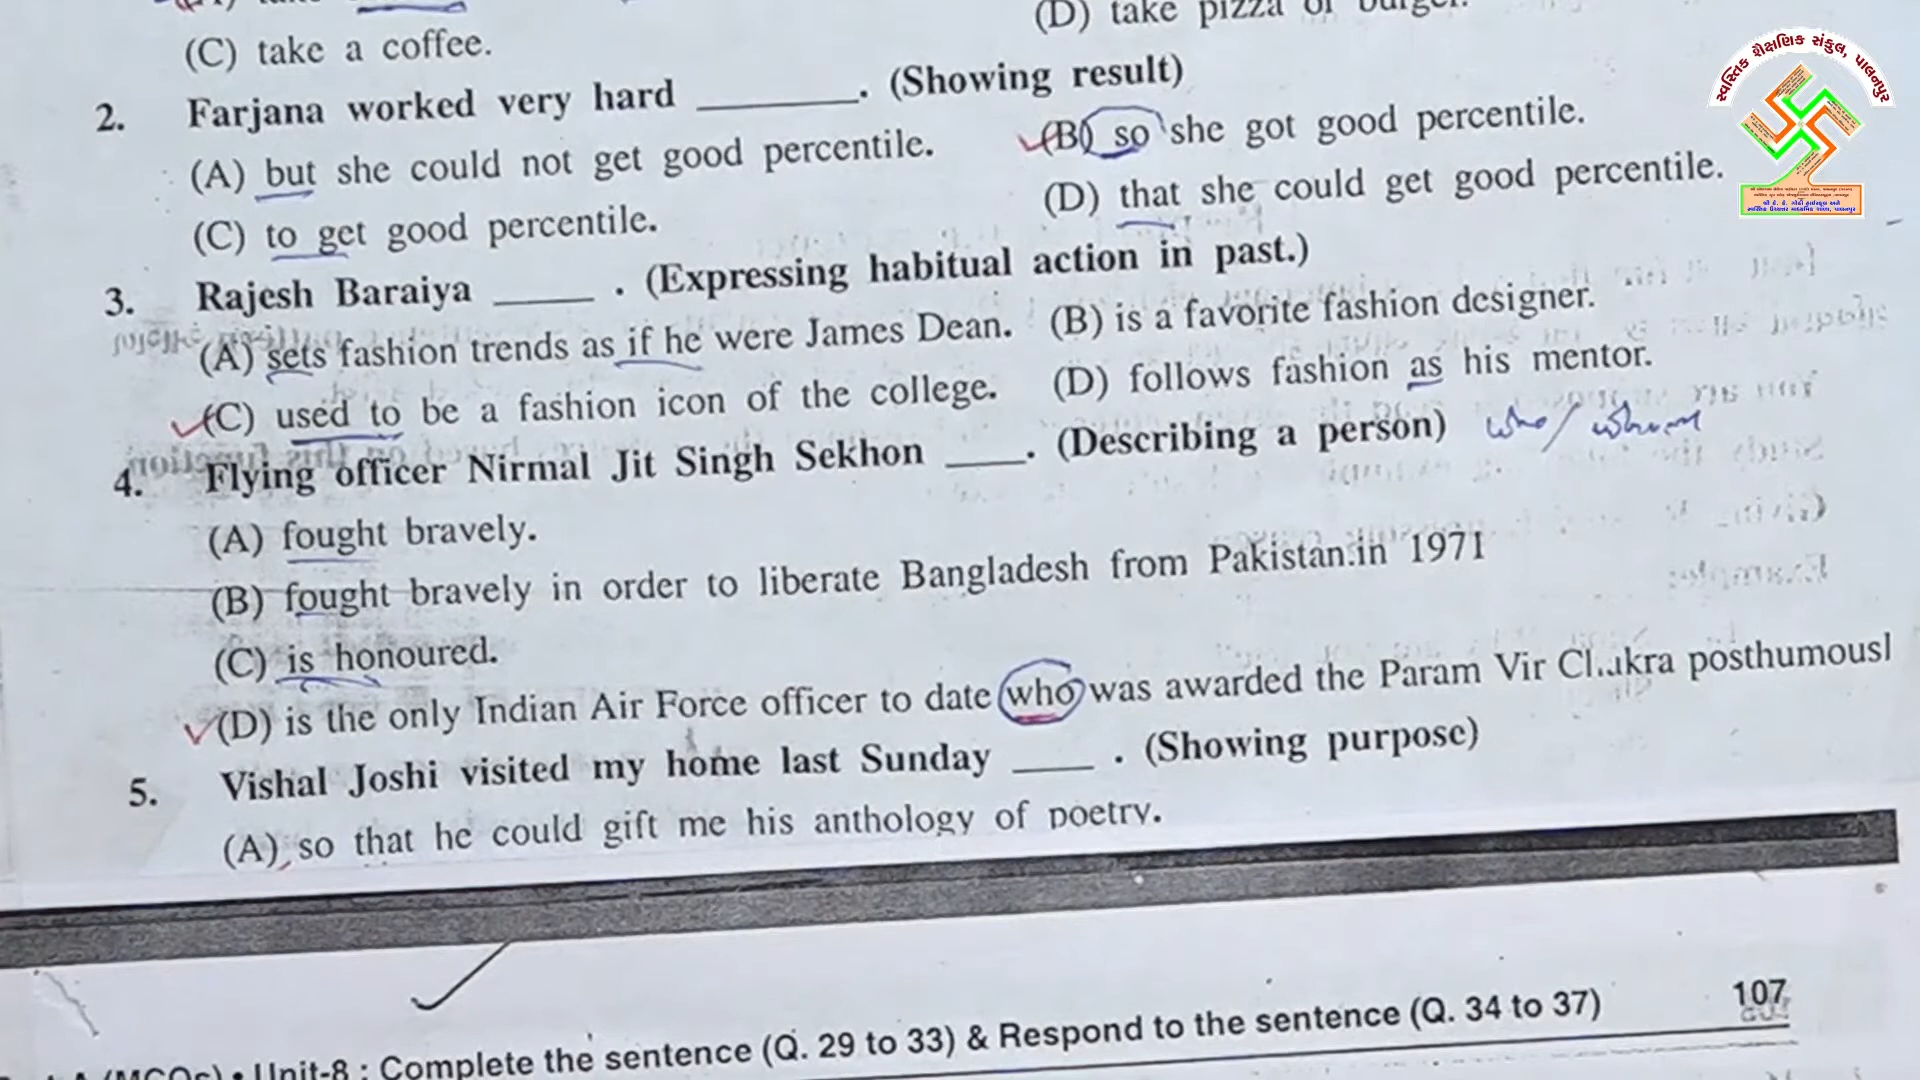 (C) take a coffee.
(D) take pizza or burger.
2. Farjana worked very hard ________. (Showing result)
(A) but she could not get good percentile.
(B) so she got good percentile.
(C) to get good percentile.
(D) that she could get good percentile.
3. Rajesh Baraiya _____ . (Expressing habitual action in past.)
(A) sets fashion trends as if he were James Dean. (B) is a favorite fashion designer.
(C) used to be a fashion icon of the college. (D) follows fashion as his mentor.
4. Flying officer Nirmal Jit Singh Sekhon ____. (Describing a person) who / whom
(A) fought bravely.
(B) fought bravely in order to liberate Bangladesh from Pakistan.in 1971
(C) is honoured.
(D) is the only Indian Air Force officer to date who was awarded the Param Vir posthumousl
5. Vishal Joshi visited my home last Sunday ____ . (Showing purpose)
(A) so that he could gift me his anthology of poetry.
107
(MCQs) • Unit-8 : Complete the sentence (Q. 29 to 33) & Respond to the sentence (Q. 34 to 37)
સ્વસ્તિક શૈક્ષણિક સંકુલ, પાલનપુર